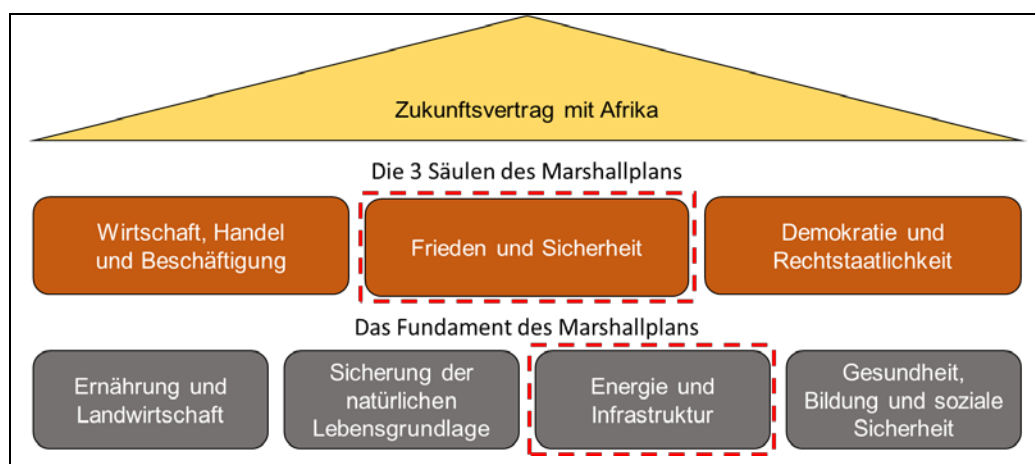 Zukunftsvertrag mit Afrika
Die 3 Säulen des Marshallplans
Wirtschaft, Handel
und Beschäftigung
Frieden und Sicherheit
Demokratie und
Rechtstaatlichkeit
Das Fundament des Marshallplans
Ernährung und
Landwirtschaft
Sicherung der
natürlichen
Lebensgrundlage
Energie und
Infrastruktur
Gesundheit,
Bildung und soziale
Sicherheit